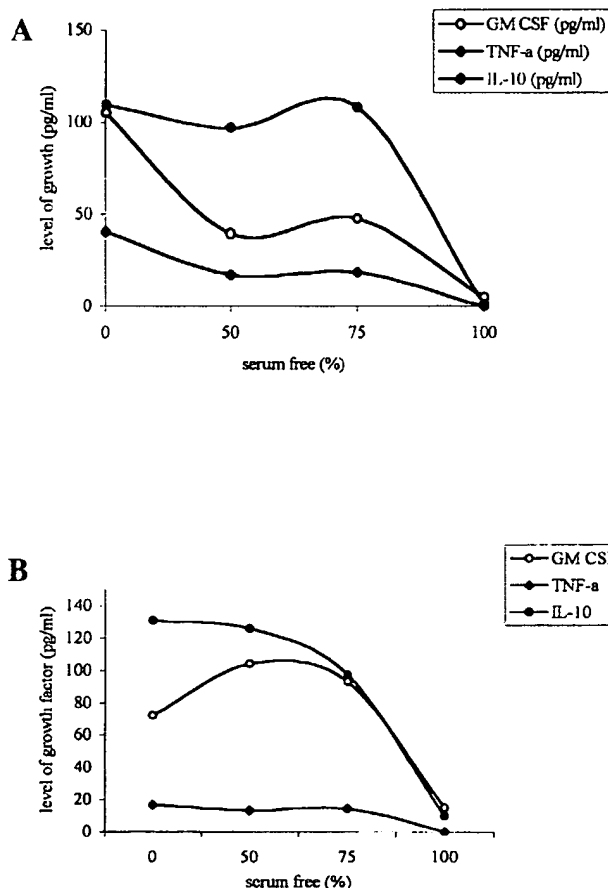 A
GM CSF (pg/ml)
TNF-a (pg/ml)
IL-10 (pg/ml)
150
100
50
0
level of growth (pg/ml)
0 50 75 100
serum free (%)
B
GM CSF
TNF-a
IL-10
140
120
100
80
60
40
20
0
level of growth factor (pg/ml)
0 50 75 100
serum free (%)